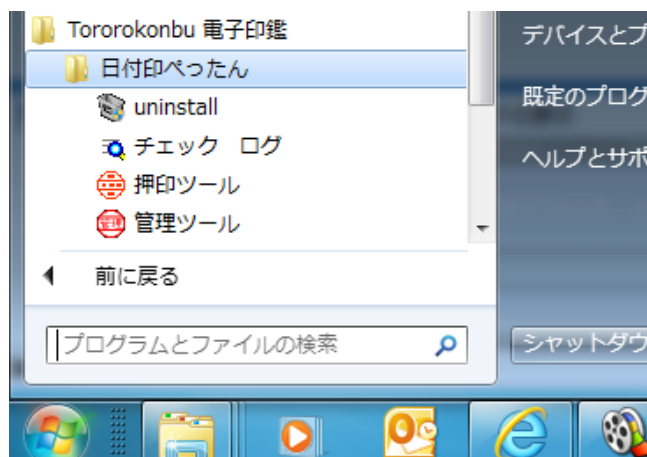 Tororokonbu 電子印鑑
日付印ぺったん
uninstall
チェック　ログ
押印ツール
管理ツール
前に戻る
プログラムとファイルの検索
デバイスとプ
既定のプログ
ヘルプとサポ
シャットダウ